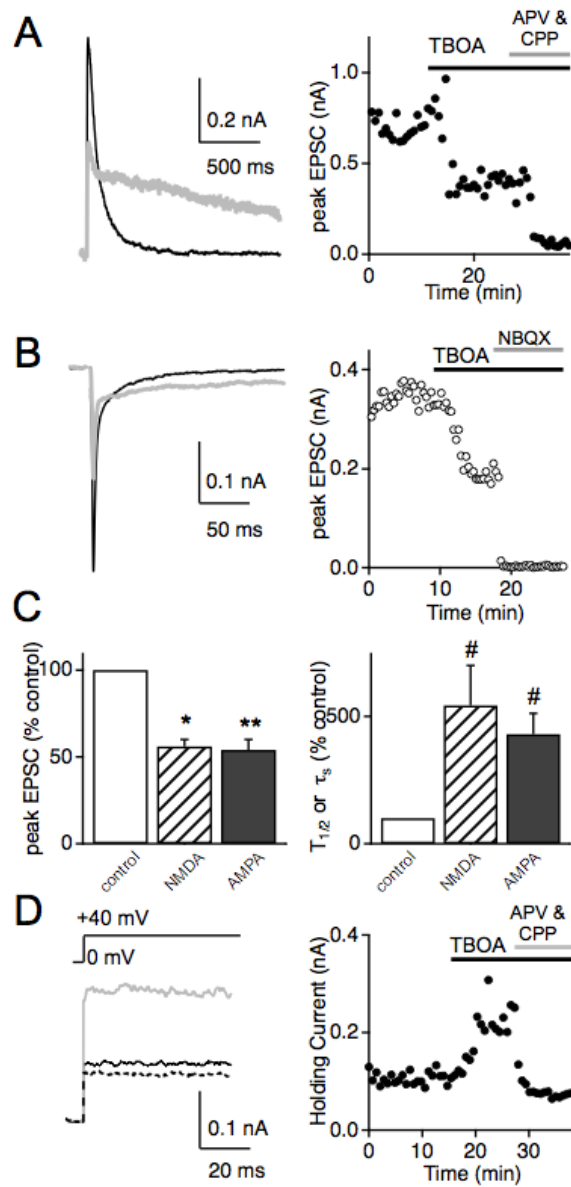 A
0.2 nA
500 ms
APV &
CPP
TBOA
peak EPSC (nA)
1.0
0.5
0.0
0 20
Time (min)
B
0.1 nA
50 ms
NBQX
TBOA
peak EPSC (nA)
0.4
0.2
0.0
0 10 20
Time (min)
C
peak EPSC (% control)
100
50
0
* **
control NMDA AMPA
T1/2 or τs (% control)
500
0
# #
control NMDA AMPA
D
+40 mV
0 mV
0.1 nA
20 ms
APV &
CPP
TBOA
Holding Current (nA)
0.4
0.2
0.0
0 10 20 30
Time (min)